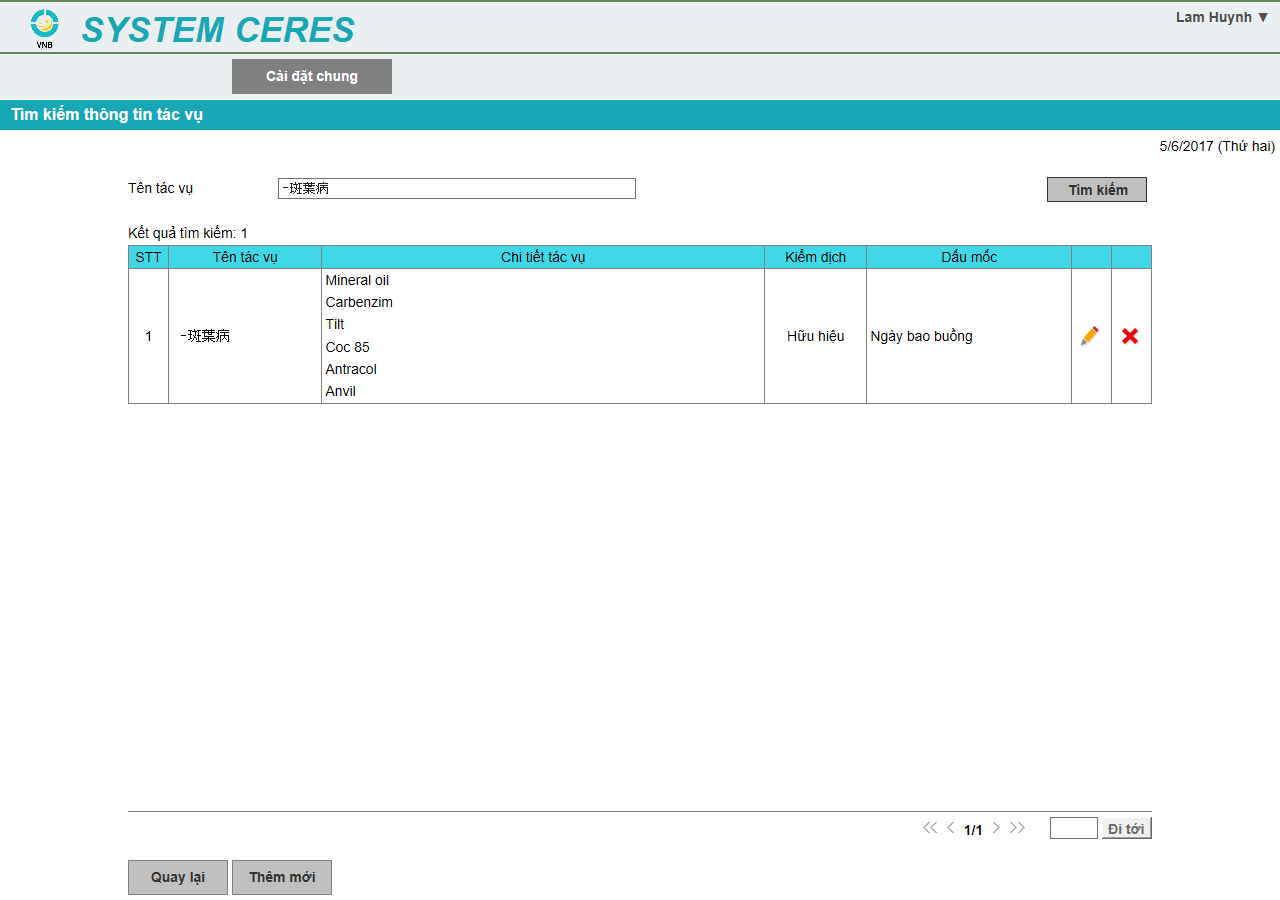 VNB
SYSTEM CERES
Lam Huynh ▼
Cài đặt chung
Tìm kiếm thông tin tác vụ
5/6/2017 (Thứ hai)
Tên tác vụ
-斑葉病
Tìm kiếm
Kết quả tìm kiếm: 1
STT Tên tác vụ Chi tiết tác vụ Kiểm dịch Dấu mốc
1 -斑葉病 Mineral oil Hữu hiệu Ngày bao buồng
Carbenzim
Tilt
Coc 85
Antracol
Anvil
1/1
Đi tới
Quay lại Thêm mới